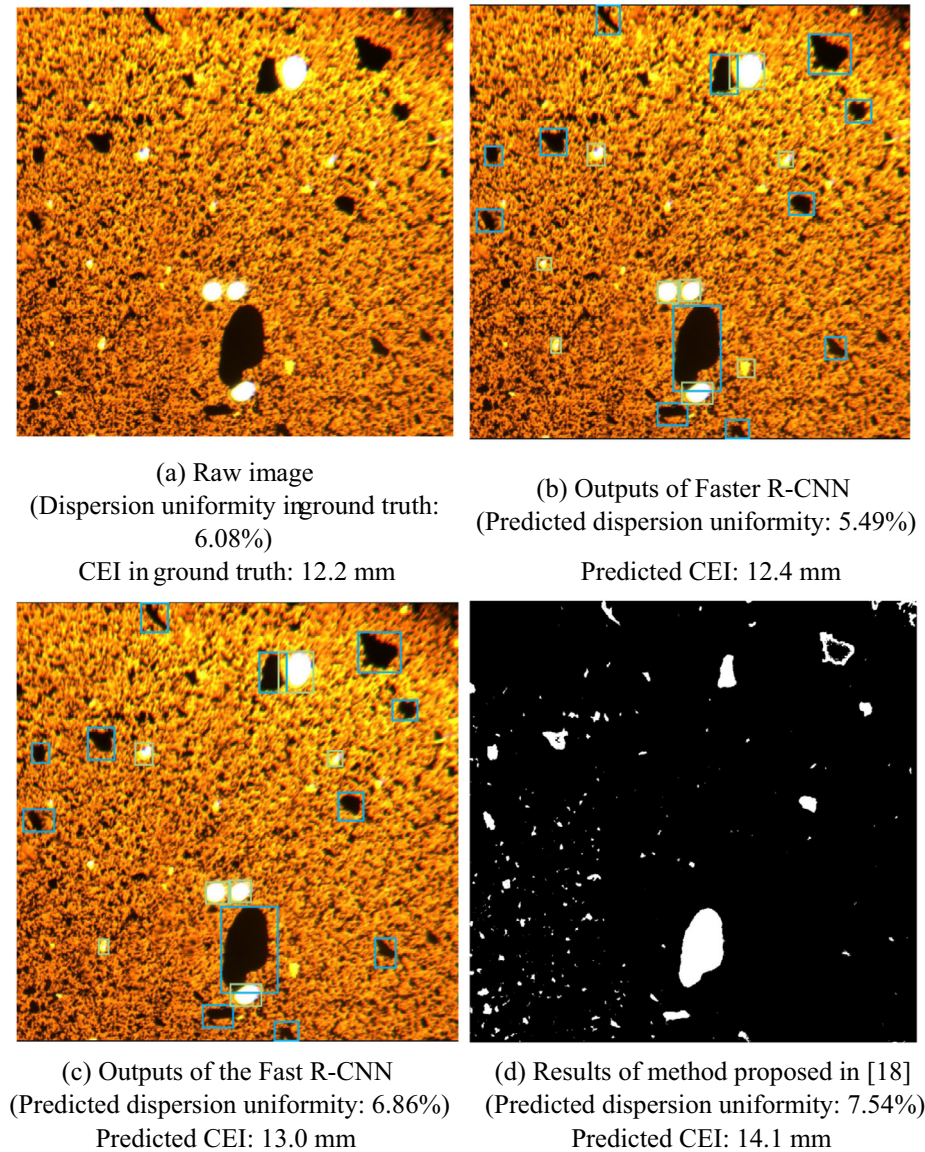 (a) Raw image
(Dispersion uniformity in ground truth:
6.08%)
CEI in ground truth: 12.2 mm
(b) Outputs of Faster R-CNN
(Predicted dispersion uniformity: 5.49%)
Predicted CEI: 12.4 mm
(c) Outputs of the Fast R-CNN
(Predicted dispersion uniformity: 6.86%)
Predicted CEI: 13.0 mm
(d) Results of method proposed in [18]
(Predicted dispersion uniformity: 7.54%)
Predicted CEI: 14.1 mm